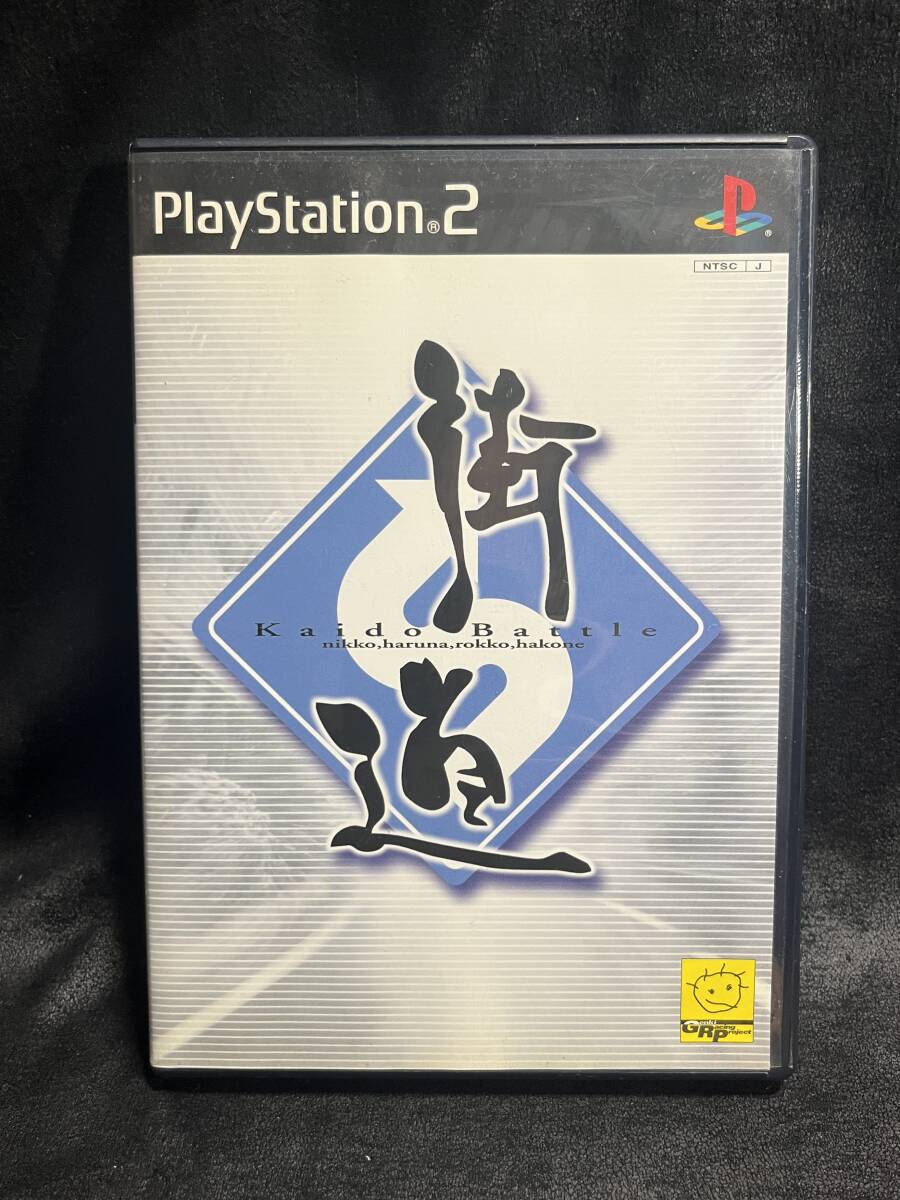 PlayStation®2
NTSC J
街
Kaido Battle
nikko,haruna,rokko,hakone
道
Genki
Racing
Project